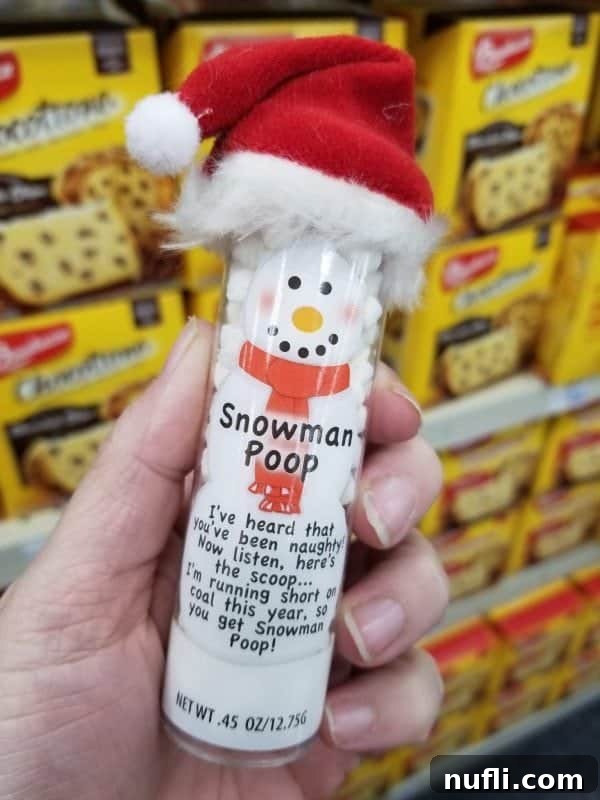 Snowman
Poop
I've heard that
you've been naughty!
Now listen, here's
the scoop...
I'm running short on
coal this year, so
you get Snowman
Poop!
NET WT .45 OZ/12.75G
nufli.com